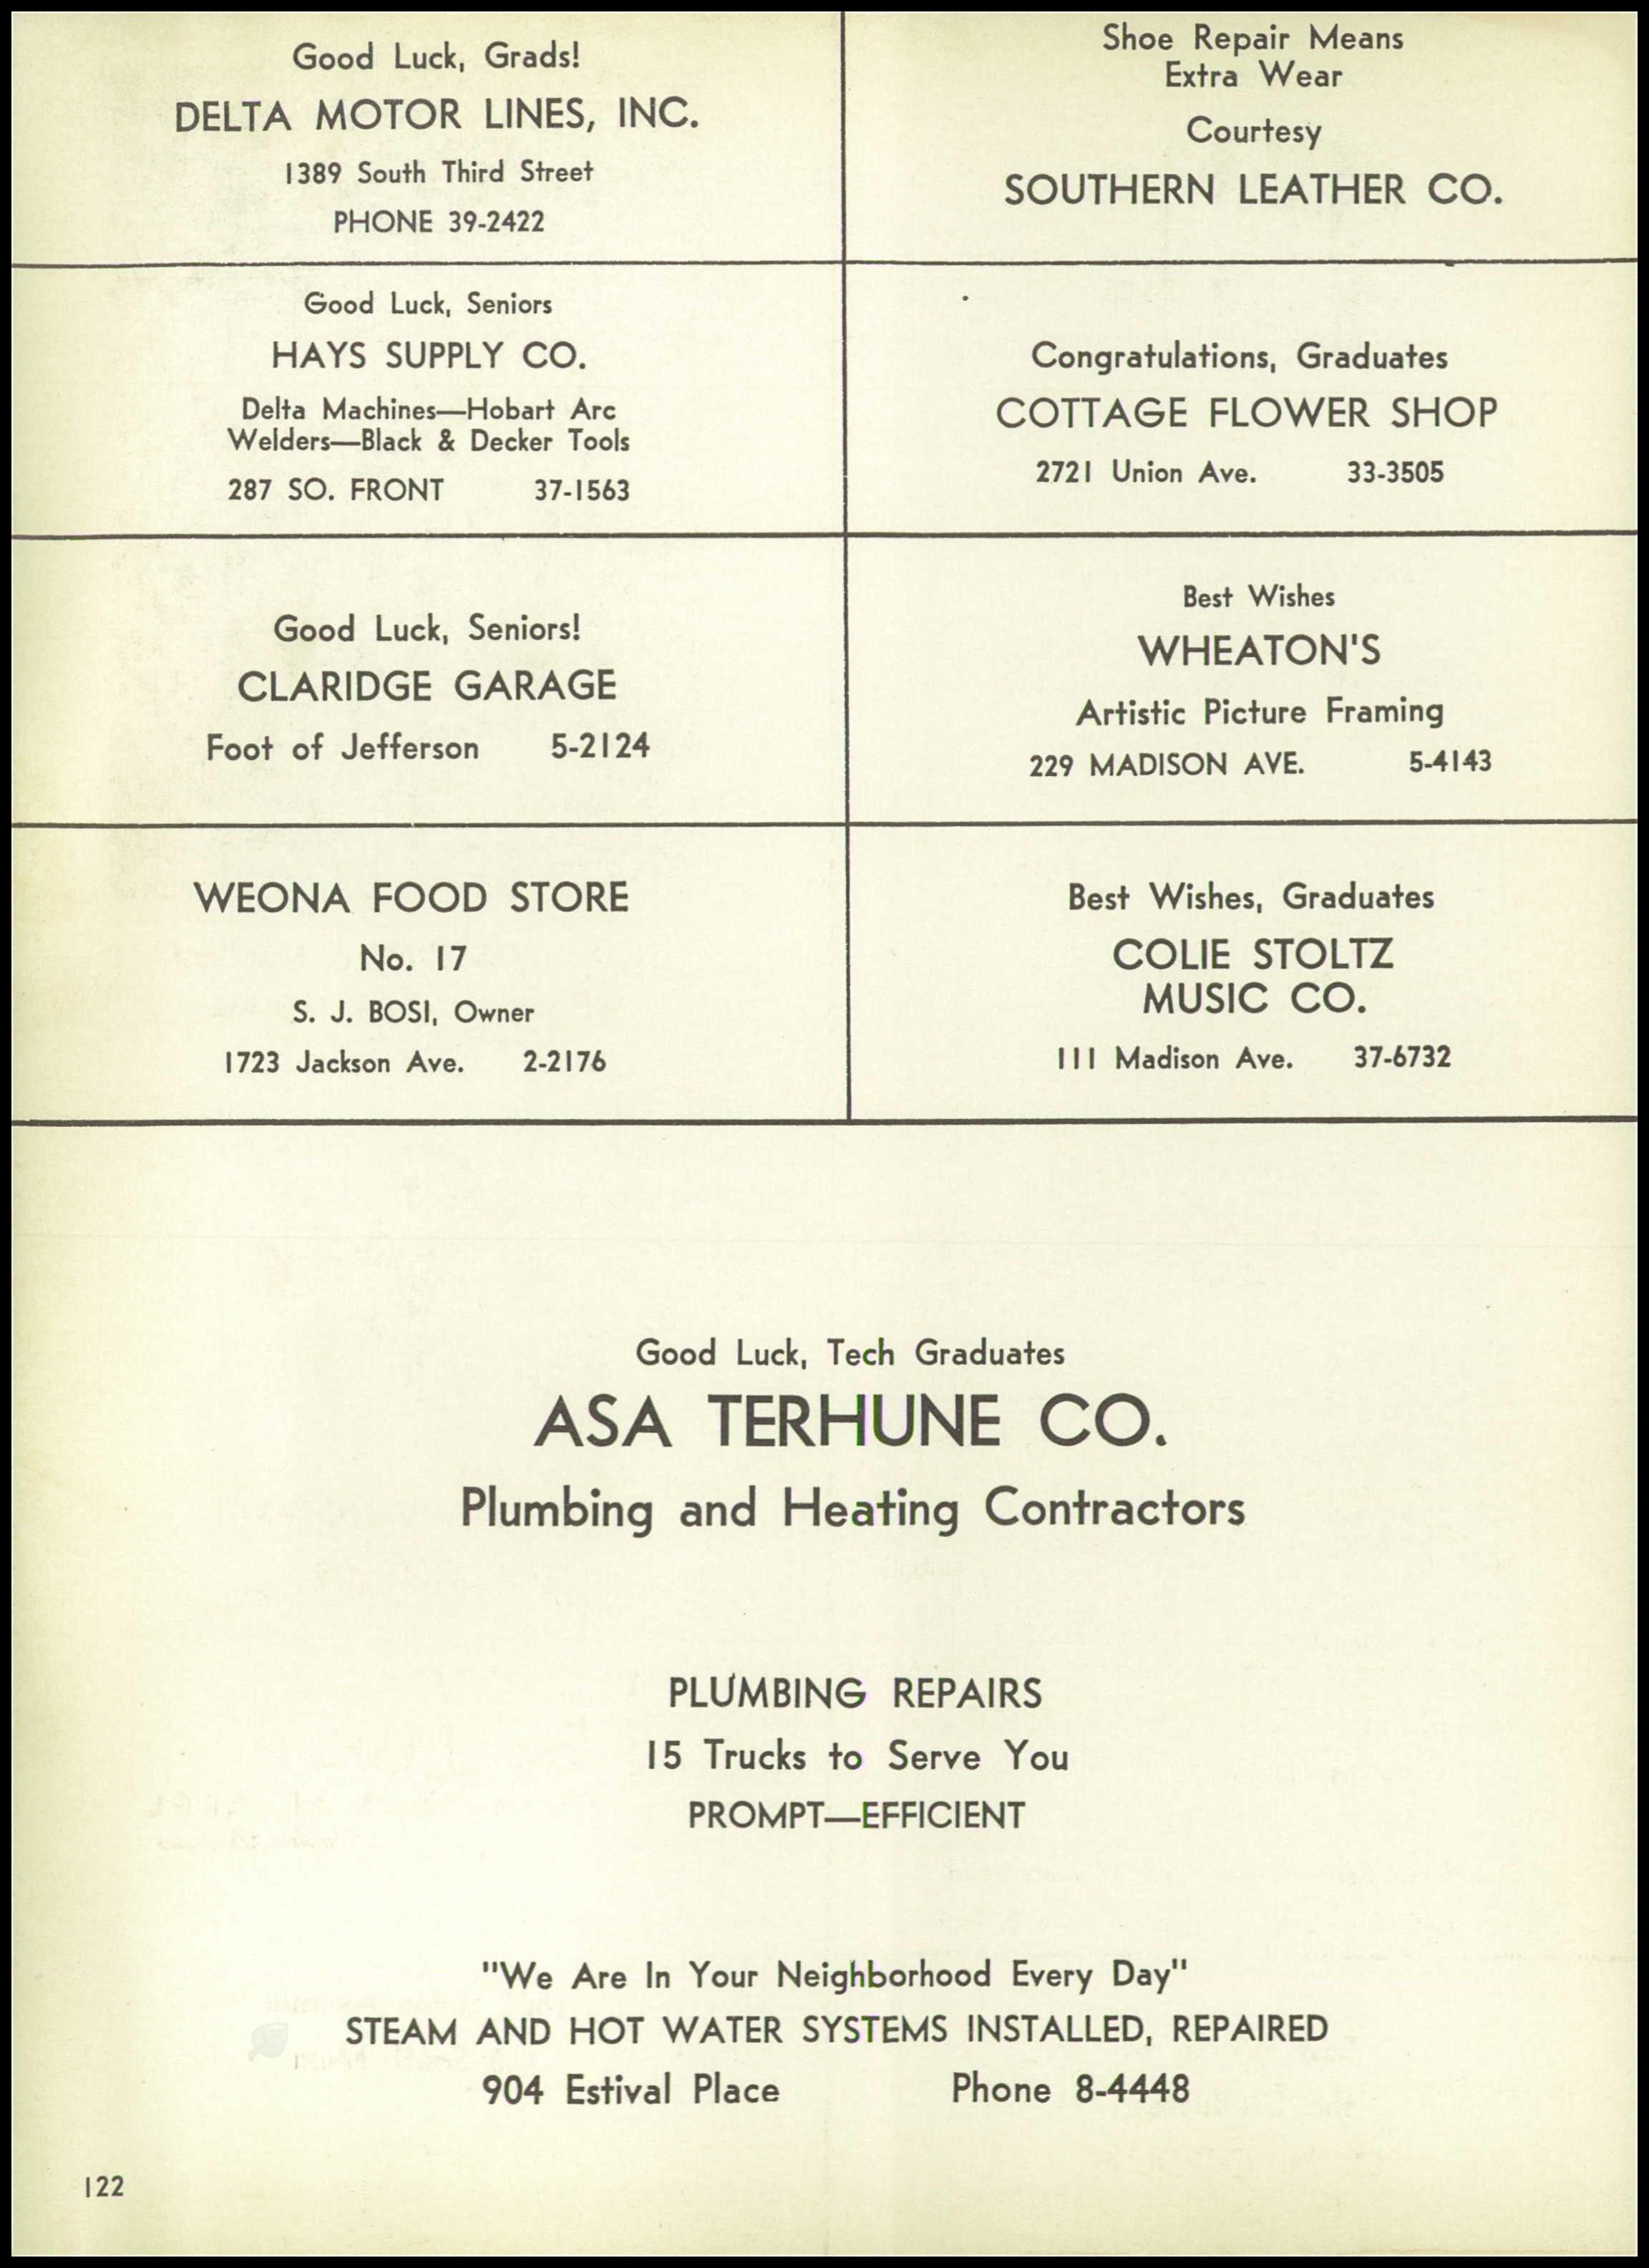 Good Luck, Grads!
DELTA MOTOR LINES, INC.
1389 South Third Street
PHONE 39-2422
Shoe Repair Means
Extra Wear
Courtesy
SOUTHERN LEATHER CO.
Good Luck, Seniors
HAYS SUPPLY CO.
Delta Machines—Hobart Arc
Welders—Black & Decker Tools
287 SO. FRONT 37-1563
Congratulations, Graduates
COTTAGE FLOWER SHOP
2721 Union Ave. 33-3505
Good Luck, Seniors!
CLARIDGE GARAGE
Foot of Jefferson 5-2124
Best Wishes
WHEATON'S
Artistic Picture Framing
229 MADISON AVE. 5-4143
WEONA FOOD STORE
No. 17
S. J. BOSI, Owner
1723 Jackson Ave. 2-2176
Best Wishes, Graduates
COLIE STOLTZ
MUSIC CO.
111 Madison Ave. 37-6732
Good Luck, Tech Graduates
ASA TERHUNE CO.
Plumbing and Heating Contractors
PLUMBING REPAIRS
15 Trucks to Serve You
PROMPT—EFFICIENT
"We Are In Your Neighborhood Every Day"
STEAM AND HOT WATER SYSTEMS INSTALLED, REPAIRED
904 Estival Place Phone 8-4448
122